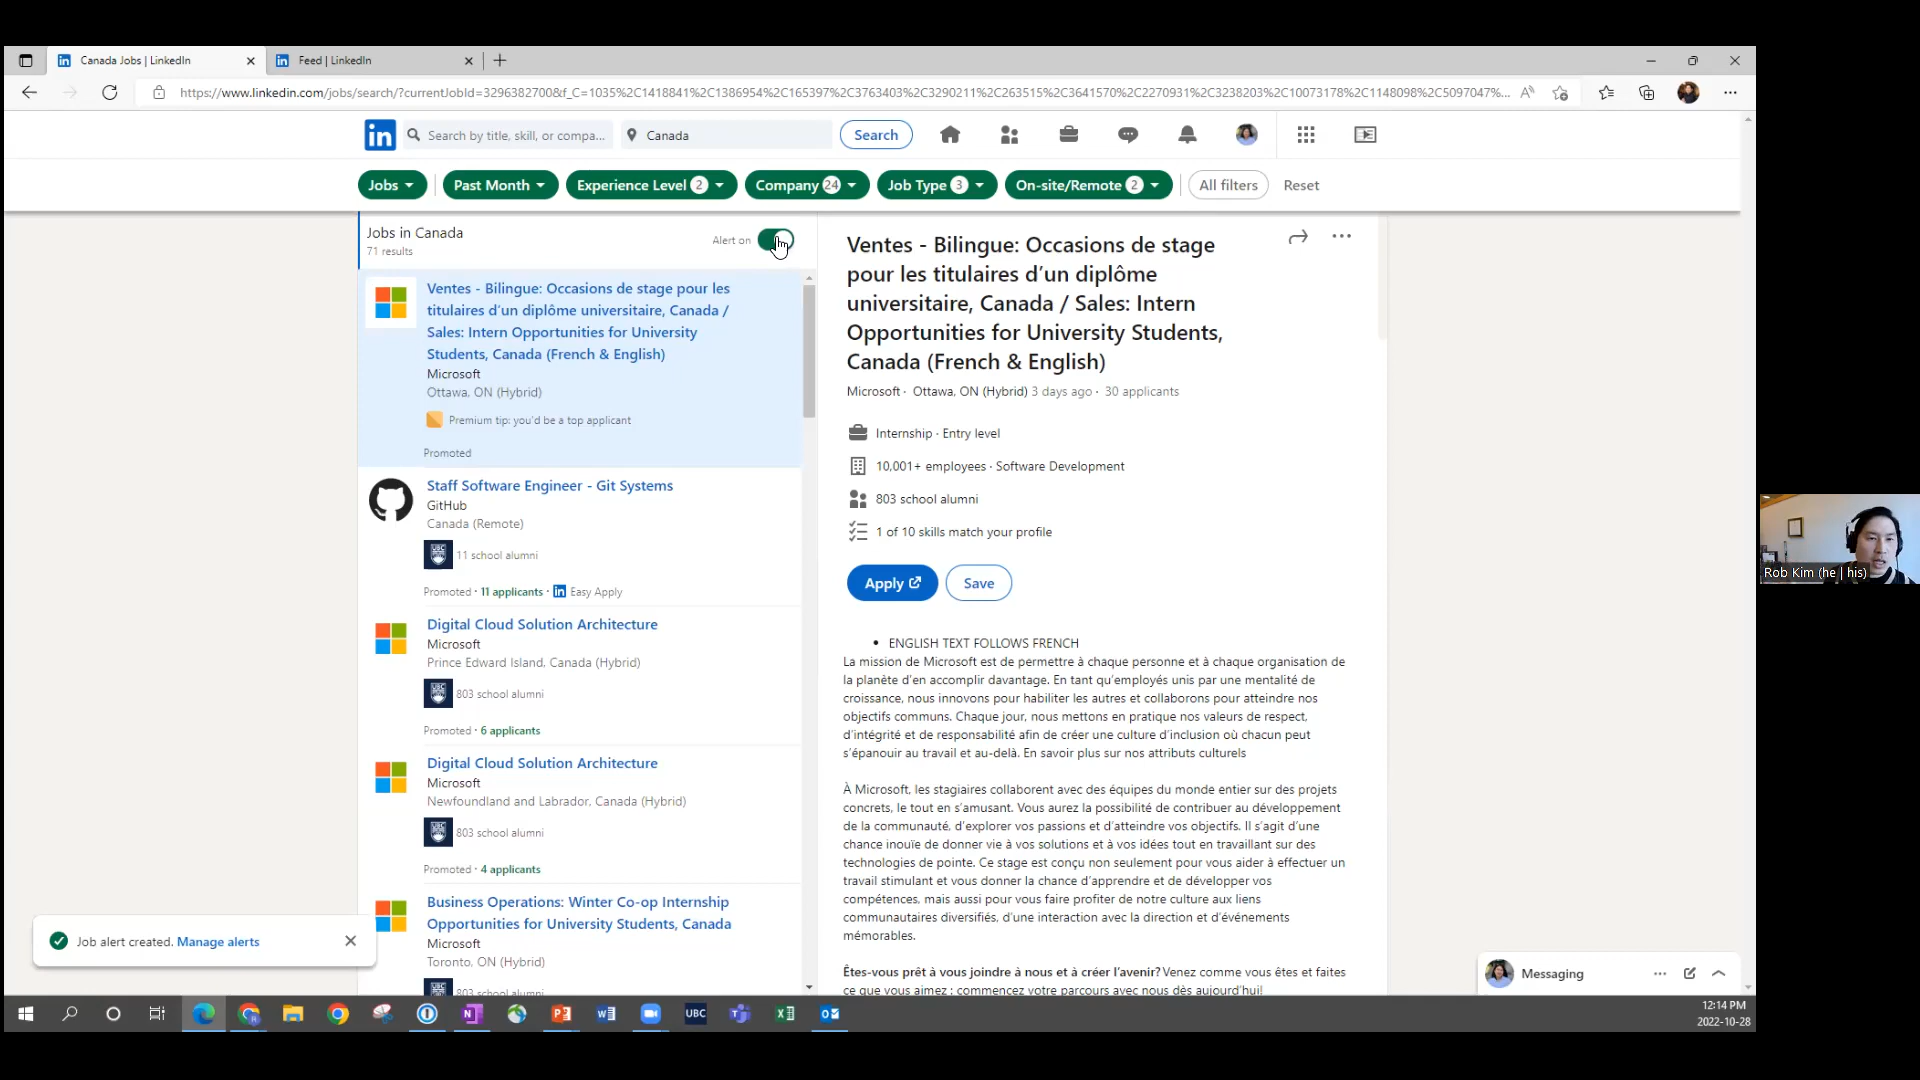 Canada Jobs | LinkedIn
Feed | LinkedIn
https://www.linkedin.com/jobs/search/?currentJobId=3296382700&f_C=1035%2C1418841%2C1386954%2C165397%2C3763403%2C3290211%2C263515%2C3641570%2C2270931%2C3238203%2C10073178%2C1148098%2C5097047%...
in
Search by title, skill, or compa...
Canada
Search
Jobs
Past Month
Experience Level 2
Company 24
Job Type 3
On-site/Remote 2
All filters
Reset
Jobs in Canada
71 results
Alert on
Ventes - Bilingue: Occasions de stage pour les
titulaires d'un diplôme universitaire, Canada /
Sales: Intern Opportunities for University
Students, Canada (French & English)
Microsoft
Ottawa, ON (Hybrid)
Premium tip: you'd be a top applicant
Promoted
Staff Software Engineer - Git Systems
GitHub
Canada (Remote)
UBC
11 school alumni
Promoted · 11 applicants · in Easy Apply
Digital Cloud Solution Architecture
Microsoft
Prince Edward Island, Canada (Hybrid)
UBC
803 school alumni
Promoted · 6 applicants
Digital Cloud Solution Architecture
Microsoft
Newfoundland and Labrador, Canada (Hybrid)
UBC
803 school alumni
Promoted · 4 applicants
Business Operations: Winter Co-op Internship
Opportunities for University Students, Canada
Microsoft
Toronto, ON (Hybrid)
803 school alumni
Ventes - Bilingue: Occasions de stage
pour les titulaires d'un diplôme
universitaire, Canada / Sales: Intern
Opportunities for University Students,
Canada (French & English)
Microsoft · Ottawa, ON (Hybrid) 3 days ago · 30 applicants
Internship · Entry level
10,001+ employees · Software Development
803 school alumni
1 of 10 skills match your profile
Apply
Save
• ENGLISH TEXT FOLLOWS FRENCH
La mission de Microsoft est de permettre à chaque personne et à chaque organisation de
la planète d'en accomplir davantage. En tant qu'employés unis par une mentalité de
croissance, nous innovons pour habiliter les autres et collaborons pour atteindre nos
objectifs communs. Chaque jour, nous mettons en pratique nos valeurs de respect,
d'intégrité et de responsabilité afin de créer une culture d'inclusion où chacun peut
s'épanouir au travail et au-delà. En savoir plus sur nos attributs culturels
À Microsoft, les stagiaires collaborent avec des équipes du monde entier sur des projets
concrets, le tout en s'amusant. Vous aurez la possibilité de contribuer au développement
de la communauté, d'explorer vos passions et d'atteindre vos objectifs. Il s'agit d'une
chance inouïe de donner vie à vos solutions et à vos idées tout en travaillant sur des
technologies de pointe. Ce stage est conçu non seulement pour vous aider à effectuer un
travail stimulant et vous donner la chance d'apprendre et de développer vos
compétences, mais aussi pour vous faire profiter de notre culture aux liens
communautaires diversifiés, d'une interaction avec la direction et d'événements
mémorables.
Êtes-vous prêt à vous joindre à nous et à créer l'avenir? Venez comme vous êtes et faites
ce que vous aimez : commencez votre parcours avec nous dès aujourd'hui!
Job alert created. Manage alerts
Messaging
Rob Kim (he | his)
UBC
12:14 PM
2022-10-28